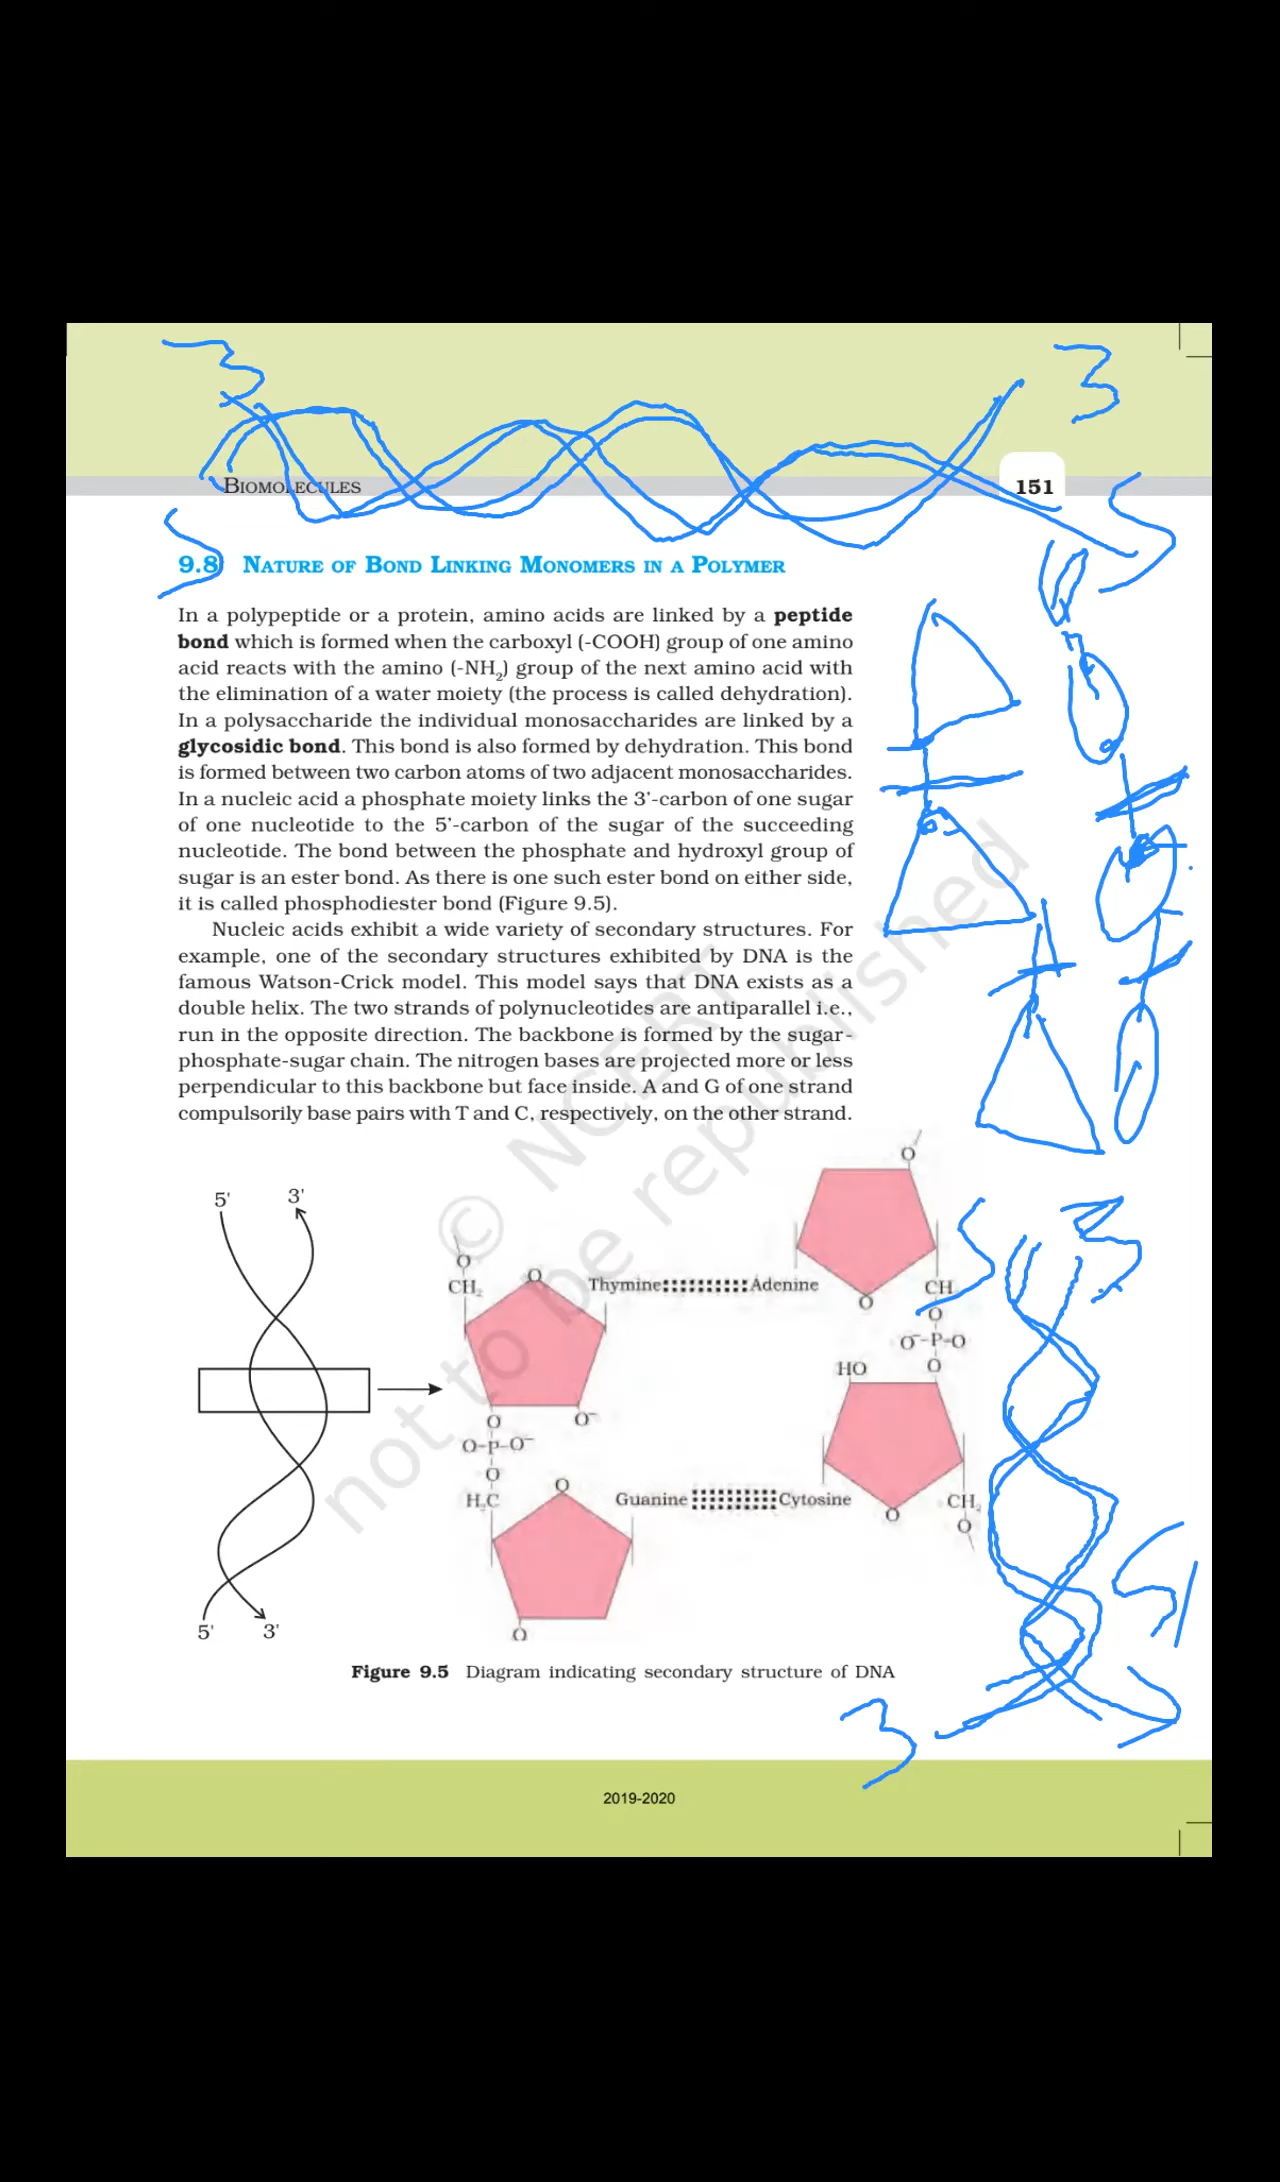 3
3
BIOMOLECULES
151
5
5
9.8 NATURE OF BOND LINKING MONOMERS IN A POLYMER
In a polypeptide or a protein, amino acids are linked by a peptide
bond which is formed when the carboxyl (-COOH) group of one amino
acid reacts with the amino (-NH₂) group of the next amino acid with
the elimination of a water moiety (the process is called dehydration).
In a polysaccharide the individual monosaccharides are linked by a
glycosidic bond. This bond is also formed by dehydration. This bond
is formed between two carbon atoms of two adjacent monosaccharides.
In a nucleic acid a phosphate moiety links the 3’-carbon of one sugar
of one nucleotide to the 5’-carbon of the sugar of the succeeding
nucleotide. The bond between the phosphate and hydroxyl group of
sugar is an ester bond. As there is one such ester bond on either side,
it is called phosphodiester bond (Figure 9.5).
Nucleic acids exhibit a wide variety of secondary structures. For
example, one of the secondary structures exhibited by DNA is the
famous Watson-Crick model. This model says that DNA exists as a
double helix. The two strands of polynucleotides are antiparallel i.e.,
run in the opposite direction. The backbone is formed by the sugar-
phosphate-sugar chain. The nitrogen bases are projected more or less
perpendicular to this backbone but face inside. A and G of one strand
compulsorily base pairs with T and C, respectively, on the other strand.
© NCERT
not to be republished
5' 3'
5
3
O
O
CH₂
O
Thymine Adenine
O
CH
O
O⁻-P-O
O
HO
O
O⁻
O-P-O⁻
O
H₂C
O
Guanine Cytosine
O
CH₂
O
O
5' 3'
5
3
Figure 9.5 Diagram indicating secondary structure of DNA
2019-2020